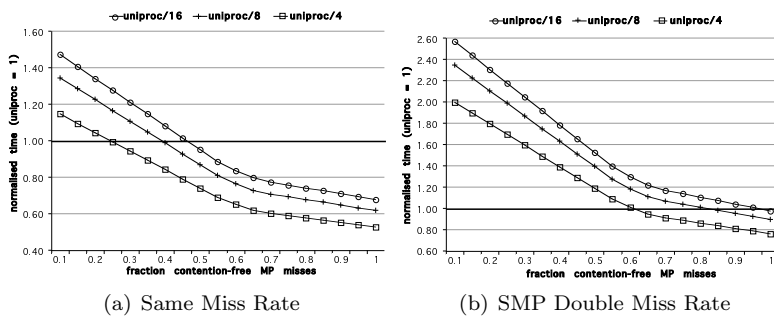 uniproc/16 uniproc/8 uniproc/4
1.60
1.40
1.20
1.00
0.80
0.60
0.40
normalised time (uniproc = 1)
0.1 0.2 0.3 0.4 0.5 0.6 0.7 0.8 0.9 1
fraction contention-free MP misses
(a) Same Miss Rate
uniproc/16 uniproc/8 uniproc/4
2.60
2.40
2.20
2.00
1.80
1.60
1.40
1.20
1.00
0.80
0.60
normalised time (uniproc = 1)
0.1 0.2 0.3 0.4 0.5 0.6 0.7 0.8 0.9 1
fraction contention-free MP misses
(b) SMP Double Miss Rate